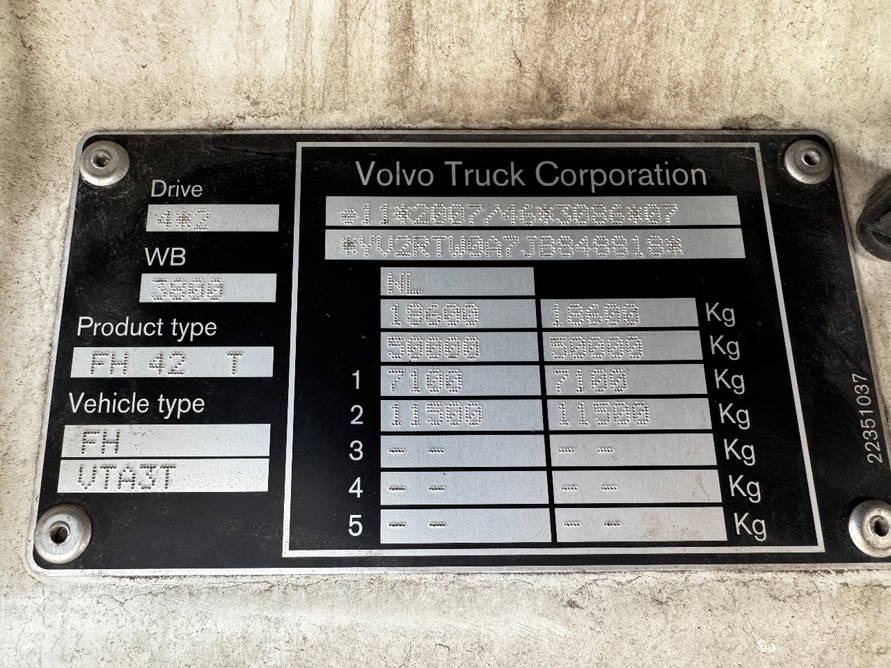 Volvo Truck Corporation
Drive
4*2
WB
3800
Product type
FH 42 T
Vehicle type
FH
VTA3T
e11*2007/46*3086*07
*YV2RTW0A7JB848818*
NL
18600 18600 Kg
50000 50000 Kg
1 7100 7100 Kg
2 11500 11500 Kg
3 -- -- -- -- Kg
4 -- -- -- -- Kg
5 -- -- -- -- Kg
22351037